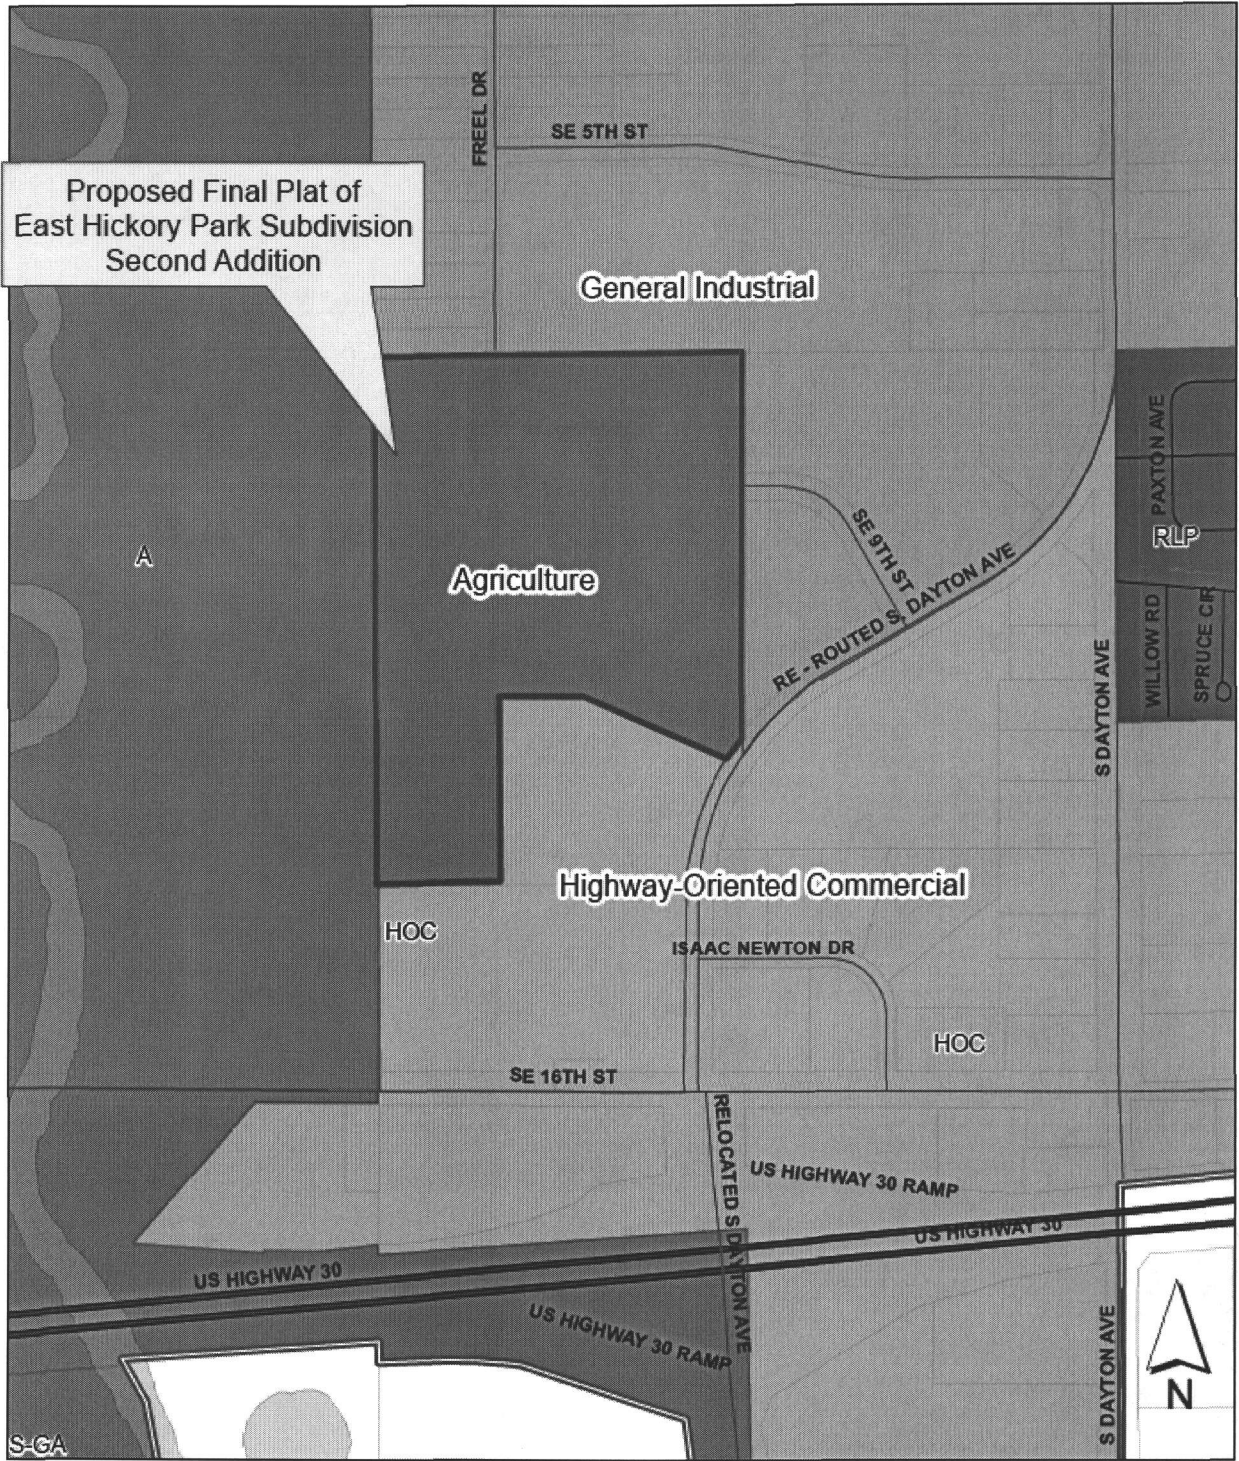 FREEL DR
SE 5TH ST
Proposed Final Plat of
East Hickory Park Subdivision
Second Addition
General Industrial
PAXTON AVE
RLP
SE 9TH ST
A
Agriculture
RE - ROUTED S. DAYTON AVE
WILLOW RD
SPRUCE CIR
S DAYTON AVE
Highway-Oriented Commercial
HOC
ISAAC NEWTON DR
HOC
SE 16TH ST
RELOCATED S DAYTON AVE
US HIGHWAY 30 RAMP
US HIGHWAY 30
US HIGHWAY 30
US HIGHWAY 30 RAMP
S DAYTON AVE
N
S-GA